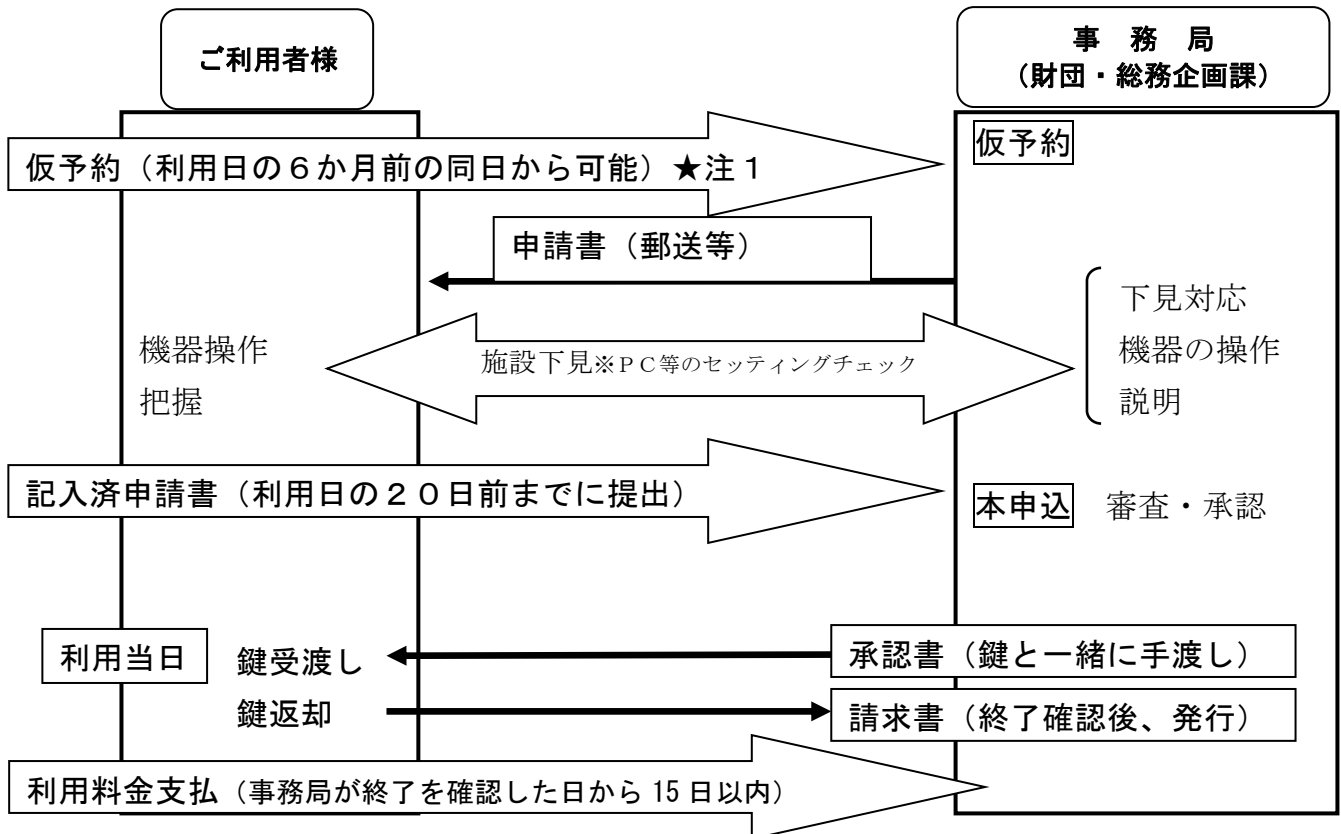 ご利用者様
事　務　局
（財団・総務企画課）
仮予約（利用日の６か月前の同日から可能）★注１
仮予約
申請書（郵送等）
下見対応
機器の操作
説明
機器操作
把握
施設下見※ＰＣ等のセッティングチェック
記入済申請書（利用日の２０日前までに提出）
本申込　審査・承認
利用当日
鍵受渡し
承認書（鍵と一緒に手渡し）
鍵返却
請求書（終了確認後、発行）
利用料金支払（事務局が終了を確認した日から 15 日以内）